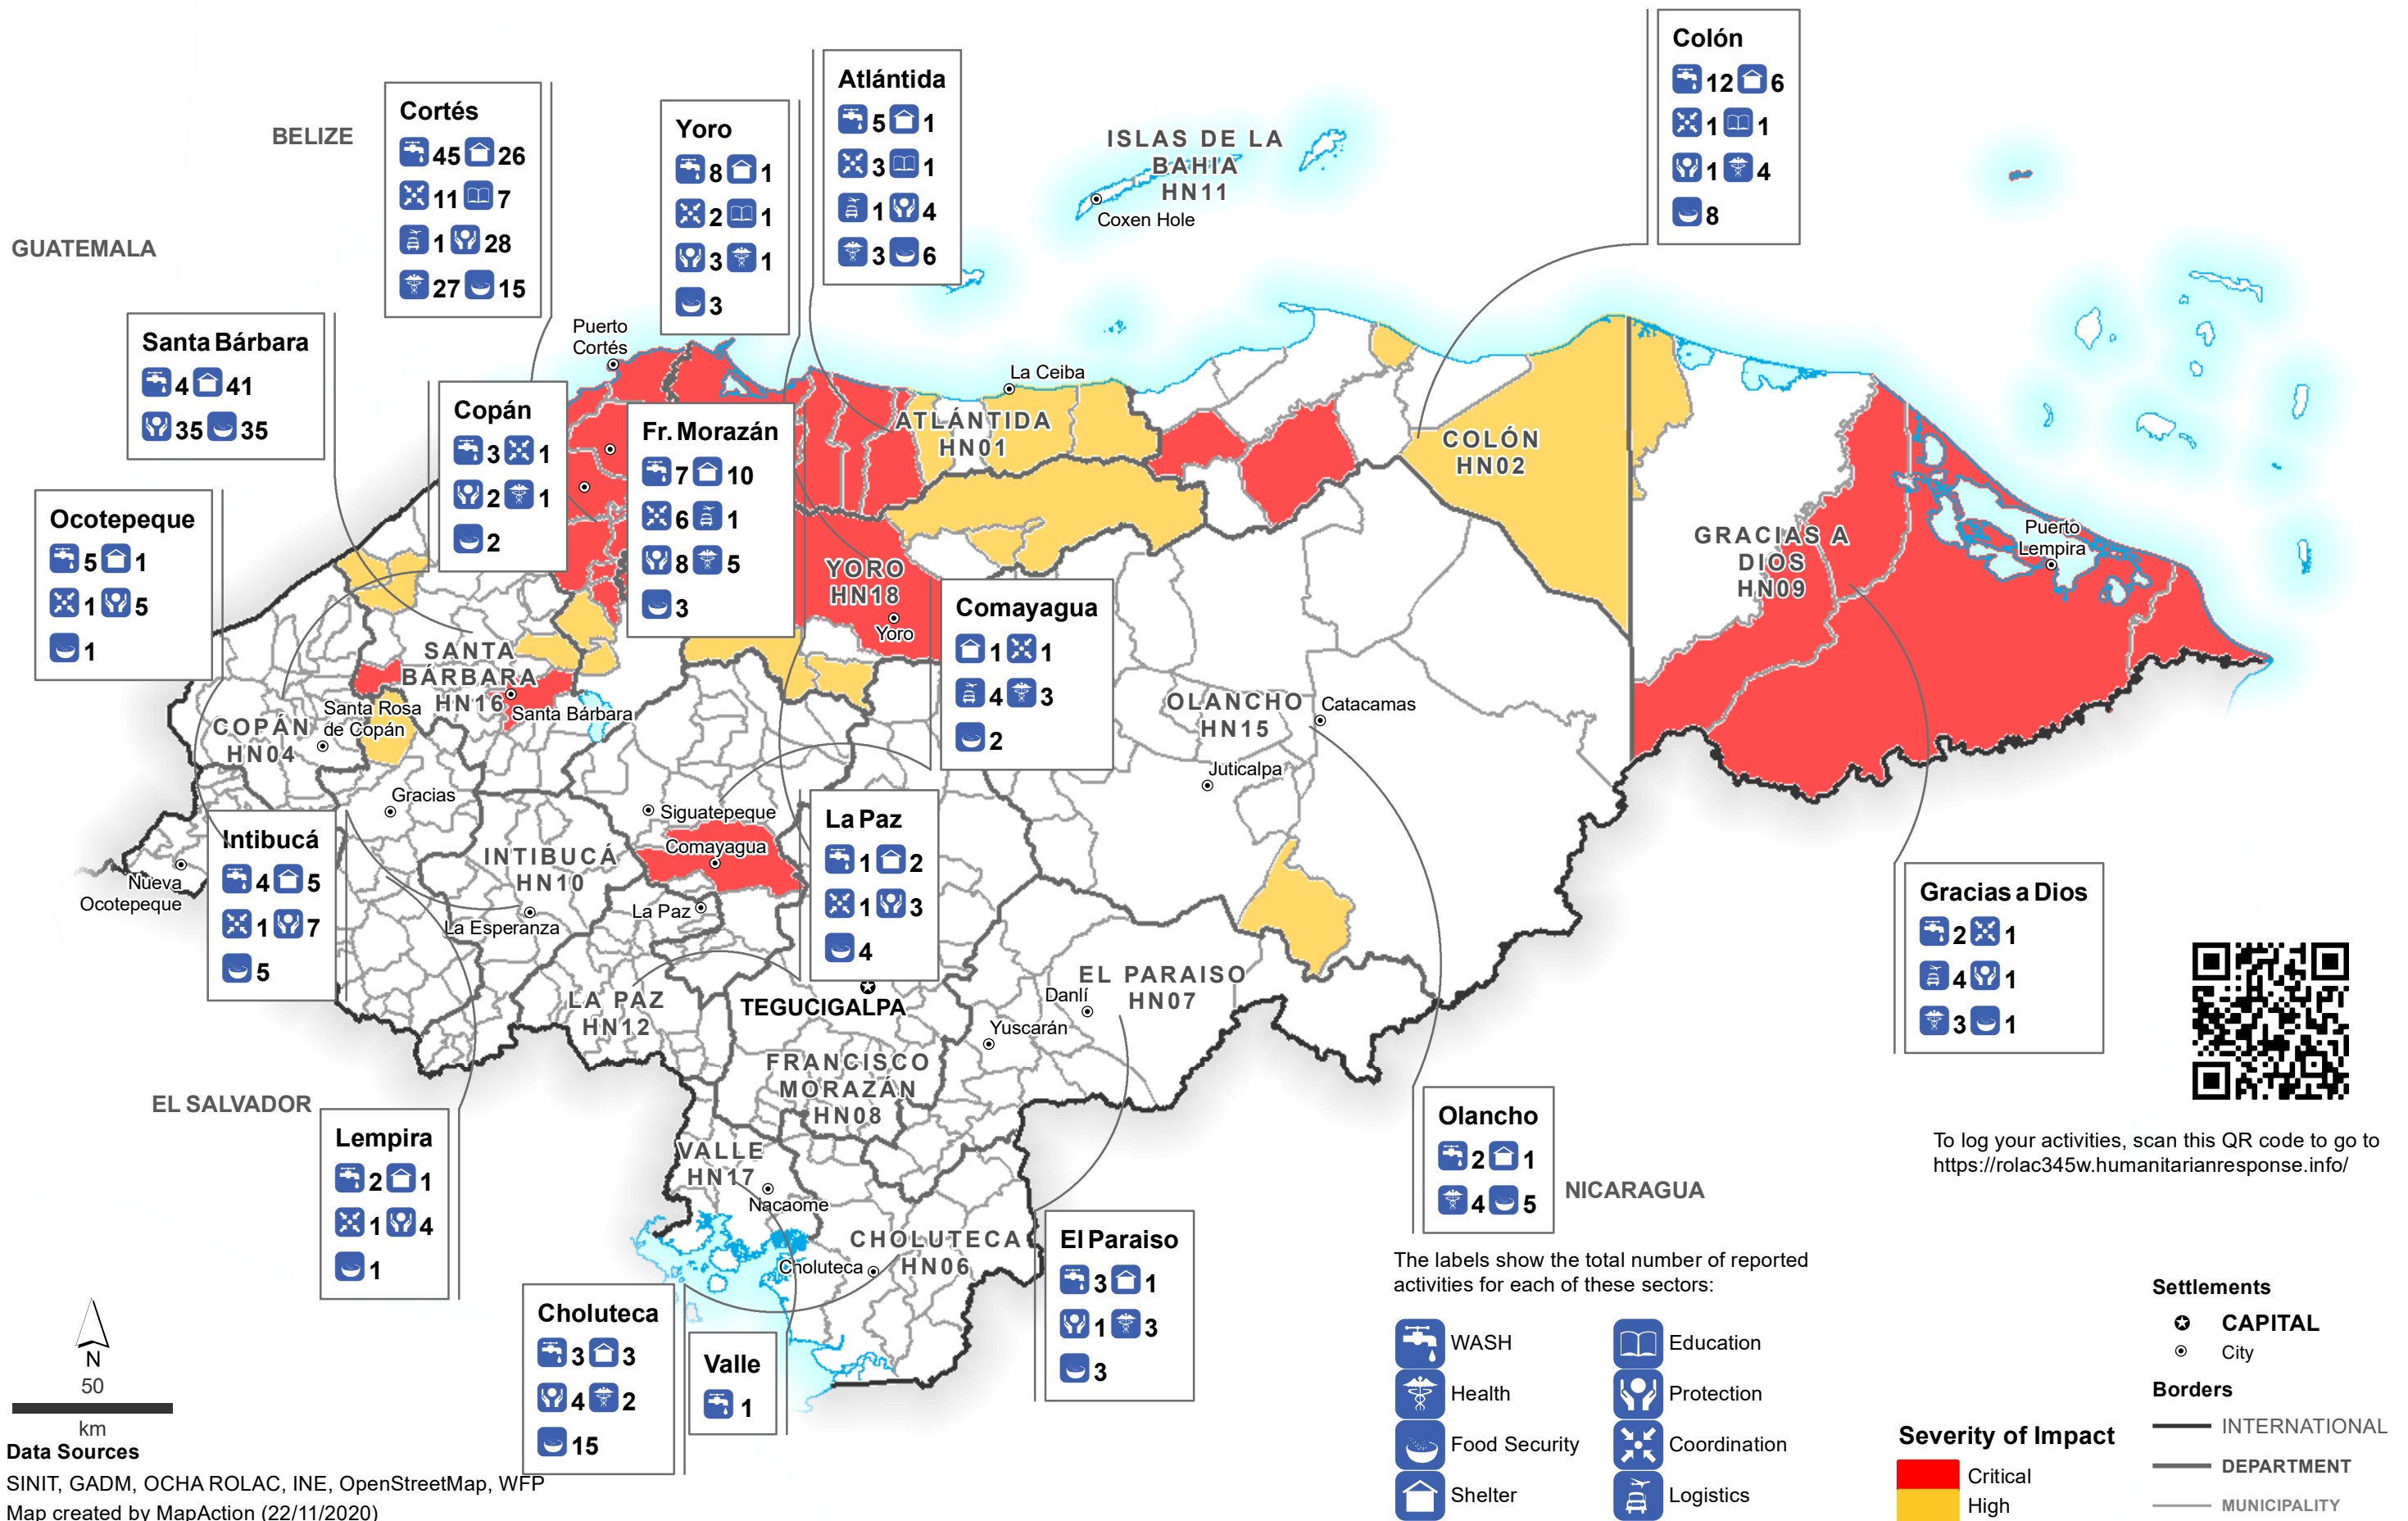 Colón
12 6
1 1
1 4
8
Atlántida
5 1
3 1
1 4
3 6
Cortés
45 26
11 7
1 28
27 15
Yoro
8 1
2 1
3 1
3
BELIZE
GUATEMALA
ISLAS DE LA
BAHIA
HN11
Coxen Hole
Santa Bárbara
4 41
35 35
Puerto
Cortés
La Ceiba
Copán
3 1
2 1
2
Fr. Morazán
7 10
6 1
8 5
3
ATLÁNTIDA
HN01
COLÓN
HN02
Ocotepeque
5 1
1 5
1
GRACIAS A
DIOS
HN09
Puerto
Lempira
YORO
HN18
Yoro
Comayagua
1 1
4 3
2
SANTA
BÁRBARA
HN16
Santa Bárbara
Santa Rosa
de Copán
COPÁN
HN04
OLANCHO
HN15
Catacamas
Juticalpa
Gracias
Siguatepeque
Comayagua
La Paz
1 2
1 3
4
Intibucá
4 5
1 7
5
INTIBUCÁ
HN10
Nueva
Ocotepeque
La Paz
La Esperanza
Gracias a Dios
2 1
4 1
3 1
EL PARAISO
HN07
Danlí
Yuscarán
LA PAZ
HN12
TEGUCIGALPA
FRANCISCO
MORAZÁN
HN08
EL SALVADOR
Lempira
2 1
1 4
1
VALLE
HN17
Nacaome
Olancho
2 1
4 5
NICARAGUA
To log your activities, scan this QR code to go to
https://rolac345w.humanitarianresponse.info/
CHOLUTECA
HN06
Choluteca
El Paraiso
3 1
1 3
3
Choluteca
3 3
4 2
15
Valle
1
The labels show the total number of reported
activities for each of these sectors:
WASH
Education
Health
Protection
Food Security
Coordination
Shelter
Logistics
Severity of Impact
Critical
High
Settlements
CAPITAL
City
Borders
INTERNATIONAL
DEPARTMENT
MUNICIPALITY
N
50
km
Data Sources
SINIT, GADM, OCHA ROLAC, INE, OpenStreetMap, WFP
Map created by MapAction (22/11/2020)